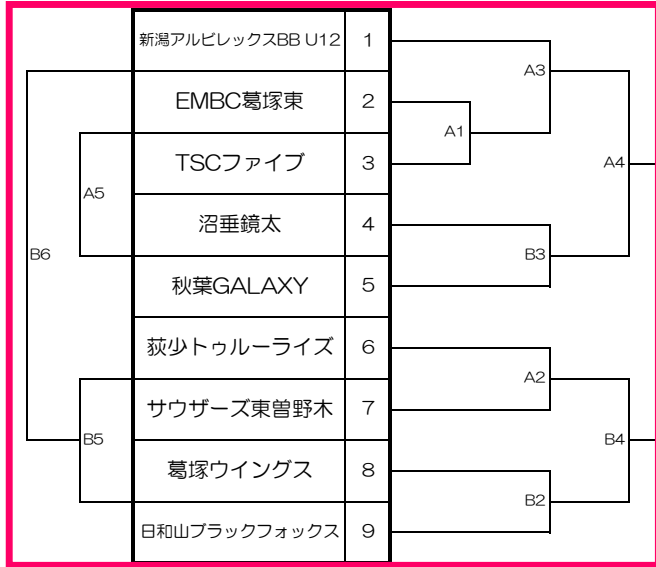 新潟アルビレックスBB U12 1
A3
EMBC葛塚東 2
A1
TSCファイブ 3
A4
A5
沼垂鏡太 4
B6
B3
秋葉GALAXY 5
荻少トゥルーライズ 6
A2
サウザーズ東曽野木 7
B5
B4
葛塚ウイングス 8
B2
日和山ブラックフォックス 9